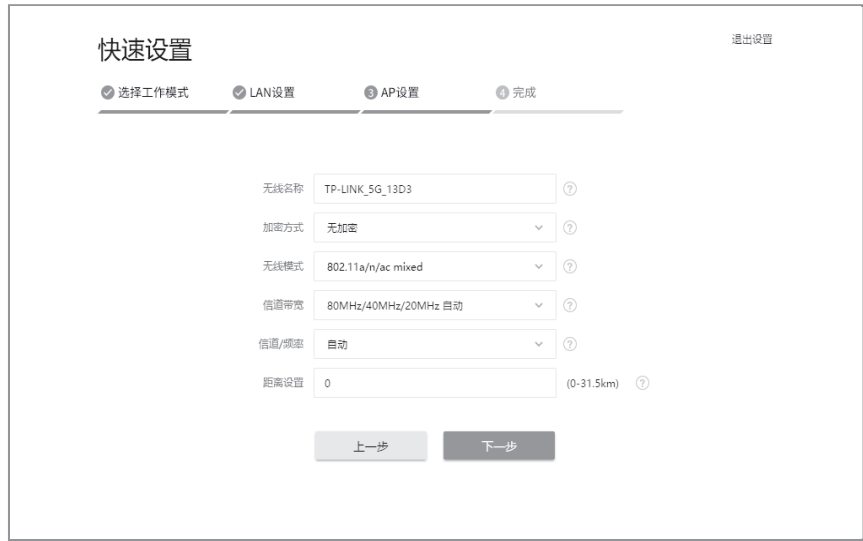 快速设置
退出设置
选择工作模式 LAN设置 3 AP设置 4 完成
无线名称 TP-LINK_5G_13D3 ?
加密方式 无加密 ?
无线模式 802.11a/n/ac mixed ?
信道带宽 80MHz/40MHz/20MHz 自动 ?
信道/频率 自动 ?
距离设置 0 (0-31.5km) ?
上一步 下一步